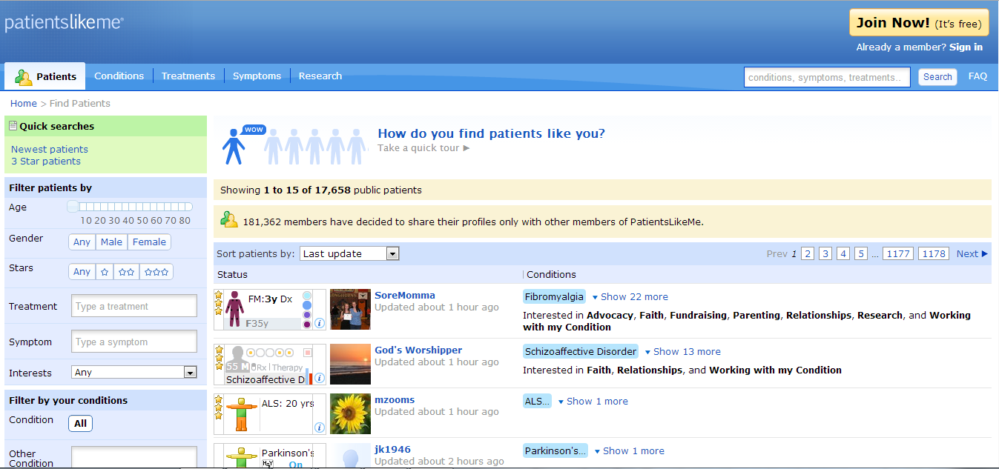 patientslikeme®
Join Now! (It's free)
Already a member? Sign in
Patients Conditions Treatments Symptoms Research
conditions, symptoms, treatments.. Search FAQ
Home > Find Patients
Quick searches
Newest patients
3 Star patients
Filter patients by
Age
10 20 30 40 50 60 70 80
Gender Any Male Female
Stars Any
Treatment Type a treatment
Symptom Type a symptom
Interests Any
Filter by your conditions
Condition All
Other
Condition
WOW
How do you find patients like you?
Take a quick tour ▶
Showing 1 to 15 of 17,658 public patients
181,362 members have decided to share their profiles only with other members of PatientsLikeMe.
Sort patients by: Last update
Prev 1 2 3 4 5 ... 1177 1178 Next ▶
Status Conditions
FM:3y Dx
F35y
SoreMomma
Updated about 1 hour ago
Fibromyalgia Show 22 more
Interested in Advocacy, Faith, Fundraising, Parenting, Relationships, Research, and Working
with my Condition
55 M Rx | Therapy
Schizoaffective D
God's Worshipper
Updated about 1 hour ago
Schizoaffective Disorder Show 13 more
Interested in Faith, Relationships, and Working with my Condition
ALS: 20 yrs
mzooms
Updated about 1 hour ago
ALS... Show 1 more
Parkinson's
H&Y On
jk1946
Updated about 2 hours ago
Parkinson's... Show 1 more